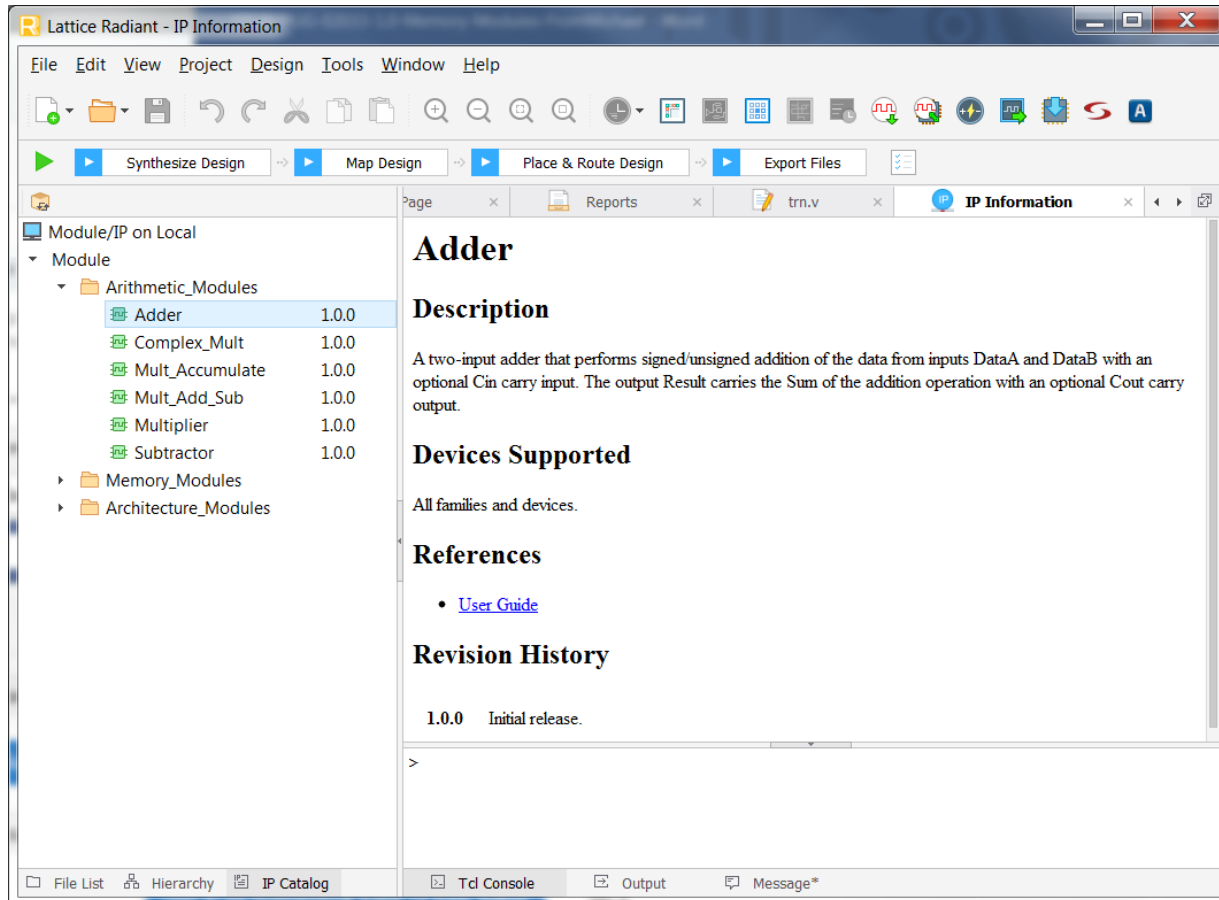 Lattice Radiant - IP Information
File Edit View Project Design Tools Window Help
Synthesize Design Map Design Place & Route Design Export Files
Page Reports trn.v IP Information
Module/IP on Local
Module
Arithmetic_Modules
Adder 1.0.0
Complex_Mult 1.0.0
Mult_Accumulate 1.0.0
Mult_Add_Sub 1.0.0
Multiplier 1.0.0
Subtractor 1.0.0
Memory_Modules
Architecture_Modules
Adder
Description
A two-input adder that performs signed/unsigned addition of the data from inputs DataA and DataB with an
optional Cin carry input. The output Result carries the Sum of the addition operation with an optional Cout carry
output.
Devices Supported
All families and devices.
References
• User Guide
Revision History
1.0.0 Initial release.
>
File List Hierarchy IP Catalog
Tcl Console Output Message*